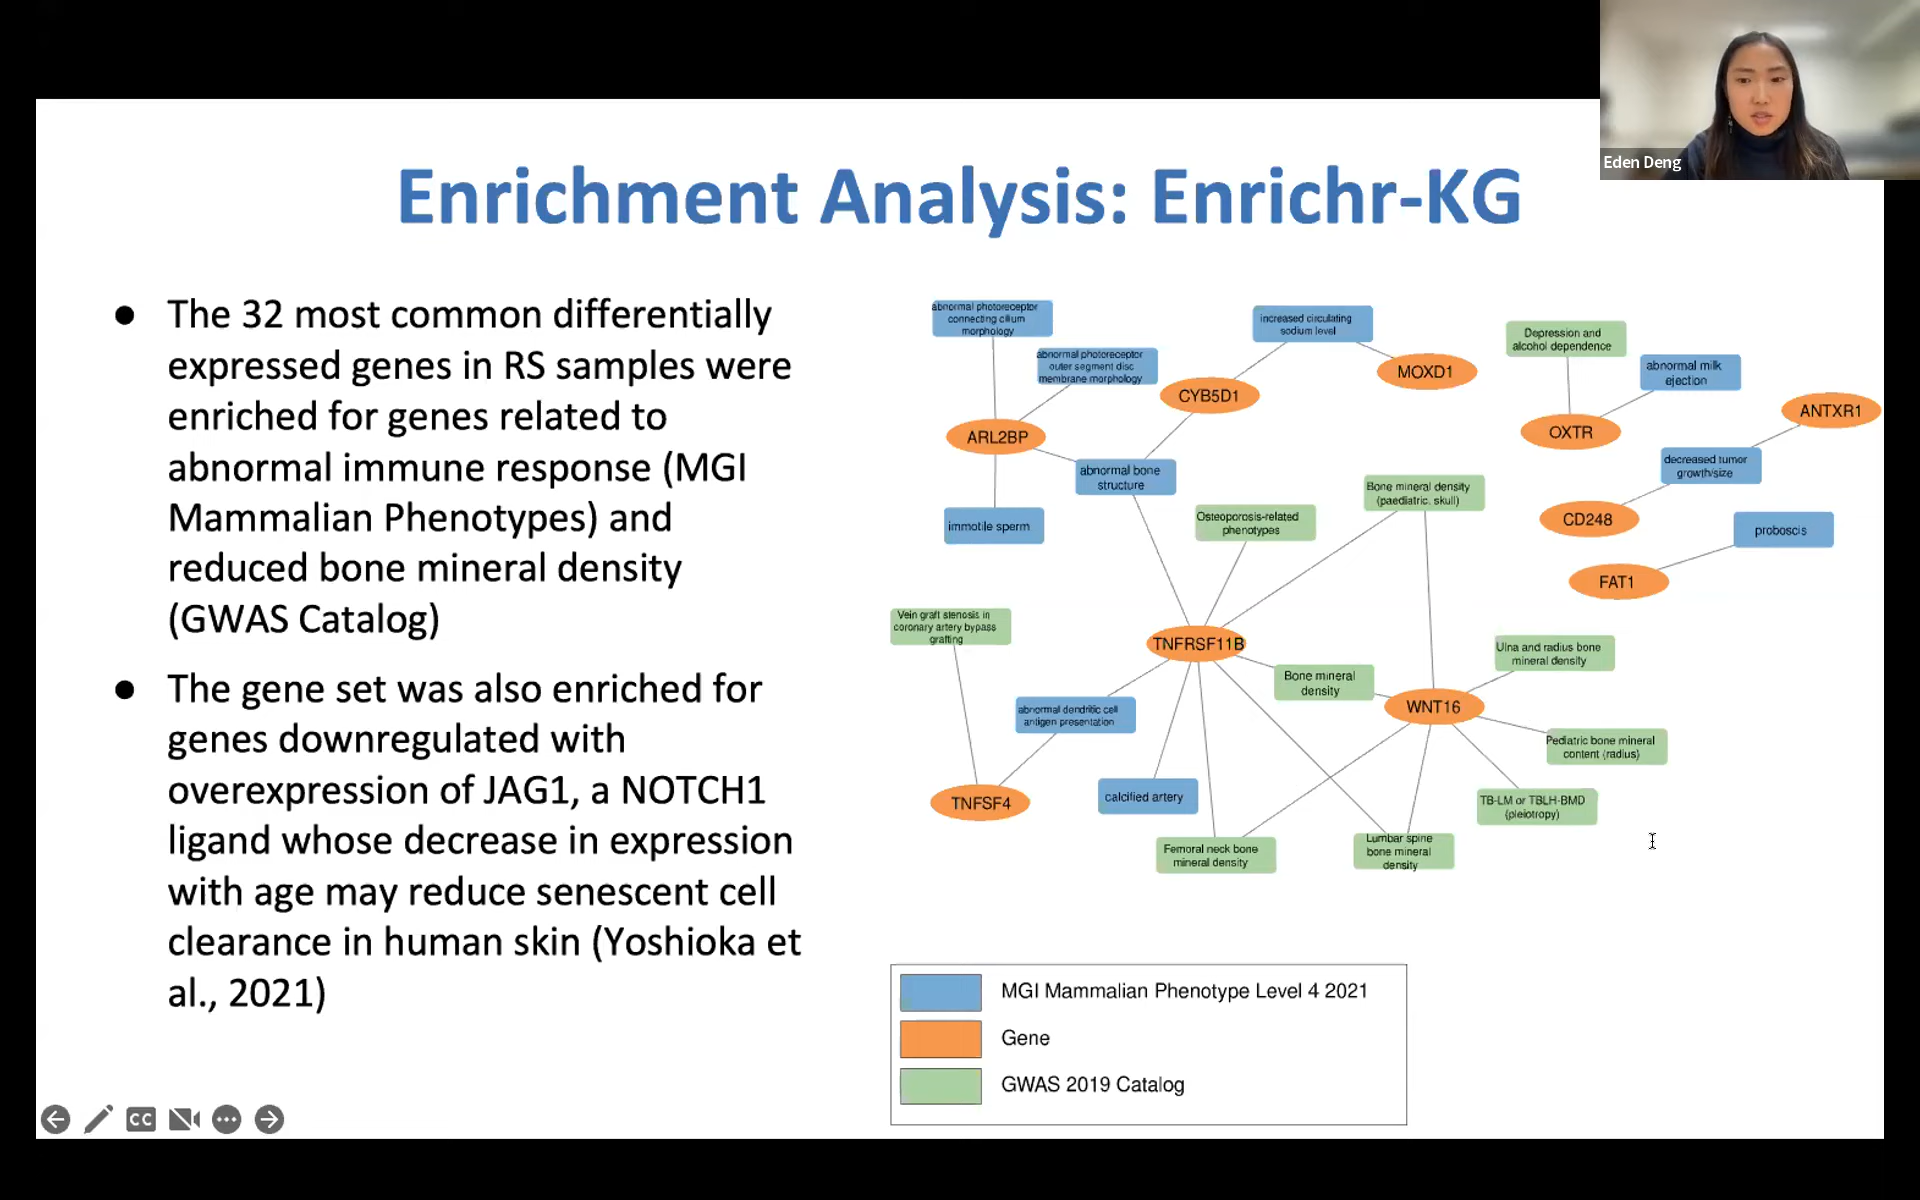 Eden Deng
Enrichment Analysis: Enrichr-KG
● The 32 most common differentially
expressed genes in RS samples were
enriched for genes related to
abnormal immune response (MGI
Mammalian Phenotypes) and
reduced bone mineral density
(GWAS Catalog)
● The gene set was also enriched for
genes downregulated with
overexpression of JAG1, a NOTCH1
ligand whose decrease in expression
with age may reduce senescent cell
clearance in human skin (Yoshioka et
al., 2021)
abnormal photoreceptor
connecting cilium
morphology
abnormal photoreceptor
outer segment disc
membrane morphology
increased circulating
sodium level
MOXD1
CYB5D1
ARL2BP
abnormal bone
structure
immotile sperm
Depression and
alcohol dependence
abnormal milk
ejection
OXTR
ANTXR1
decreased tumor
growth/size
CD248
proboscis
FAT1
Osteoporosis-related
phenotypes
Bone mineral density
(paediatric, skull)
Vein graft stenosis in
coronary artery bypass
grafting
TNFRSF11B
Bone mineral
density
Ulna and radius bone
mineral density
WNT16
abnormal dendritic cell
antigen presentation
Pediatric bone mineral
content (radius)
TNFSF4
calcified artery
TB-LM or TBLH-BMD
(pleiotropy)
Femoral neck bone
mineral density
Lumbar spine
bone mineral
density
MGI Mammalian Phenotype Level 4 2021
Gene
GWAS 2019 Catalog
CC